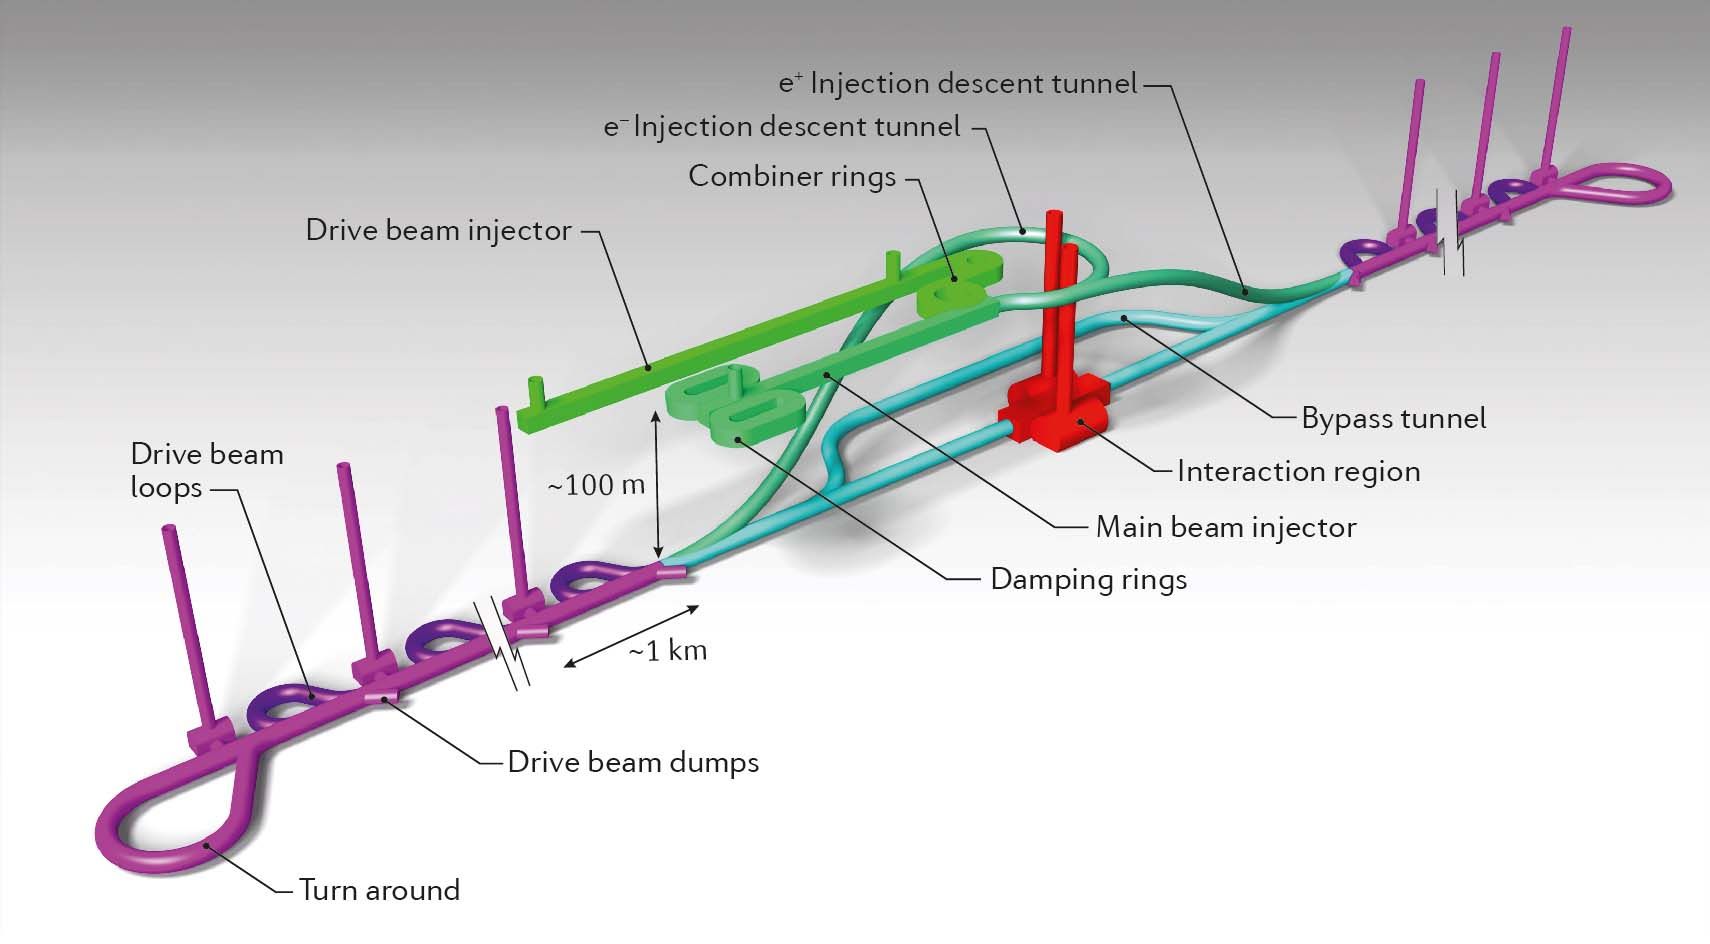 e⁺ Injection descent tunnel
e⁻ Injection descent tunnel
Combiner rings
Drive beam injector
Bypass tunnel
Drive beam
loops
Interaction region
~100 m
Main beam injector
Damping rings
~1 km
Drive beam dumps
Turn around